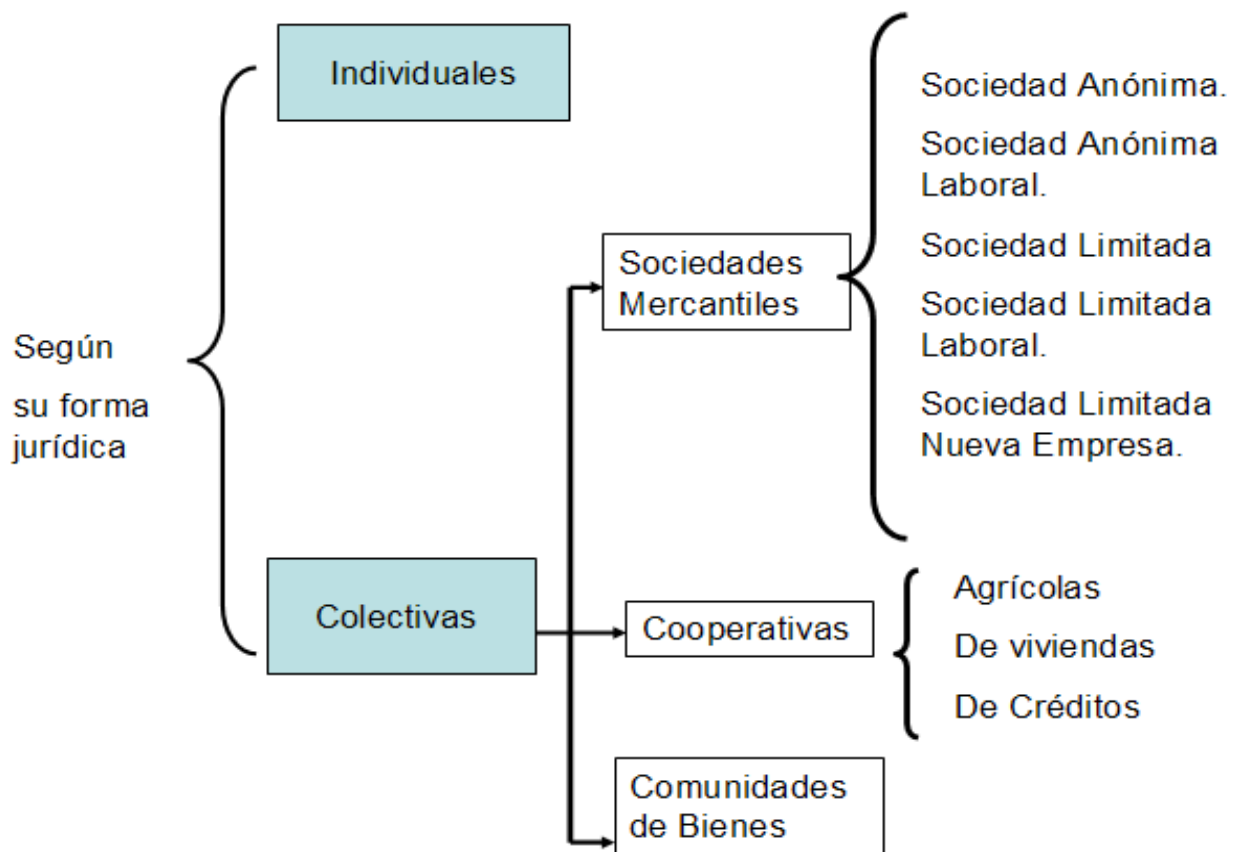 Según
su forma
jurídica
Individuales
Colectivas
Sociedades
Mercantiles
Sociedad Anónima.
Sociedad Anónima
Laboral.
Sociedad Limitada
Sociedad Limitada
Laboral.
Sociedad Limitada
Nueva Empresa.
Cooperativas
Agrícolas
De viviendas
De Créditos
Comunidades
de Bienes